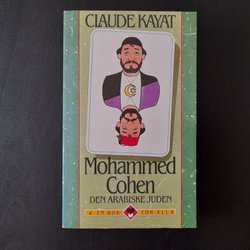 CLAUDE KAYAT
Mohammed
Cohen
DEN ARABISKE JUDEN
EN BOK FÖR ALLA